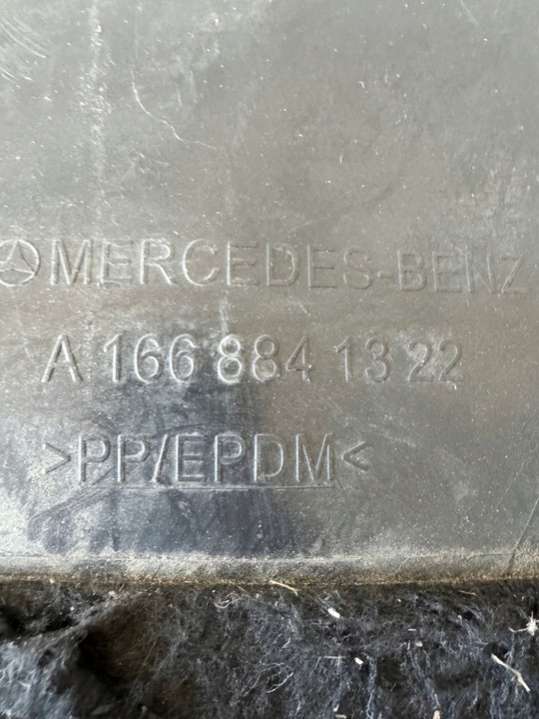 MERCEDES-BENZ
A 166 884 13 22
>PP/EPDM<